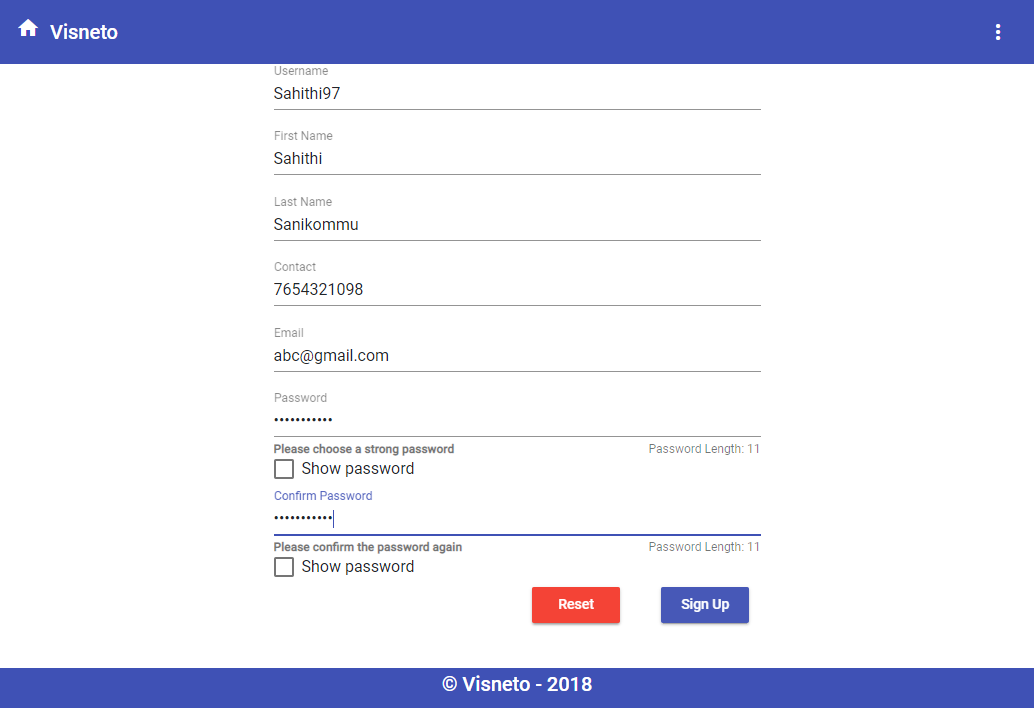 Visneto
Username
Sahithi97
First Name
Sahithi
Last Name
Sanikommu
Contact
7654321098
Email
abc@gmail.com
Password
•••••••••••
Please choose a strong password Password Length: 11
Show password
Confirm Password
•••••••••••
Please confirm the password again Password Length: 11
Show password
Reset Sign Up
© Visneto - 2018